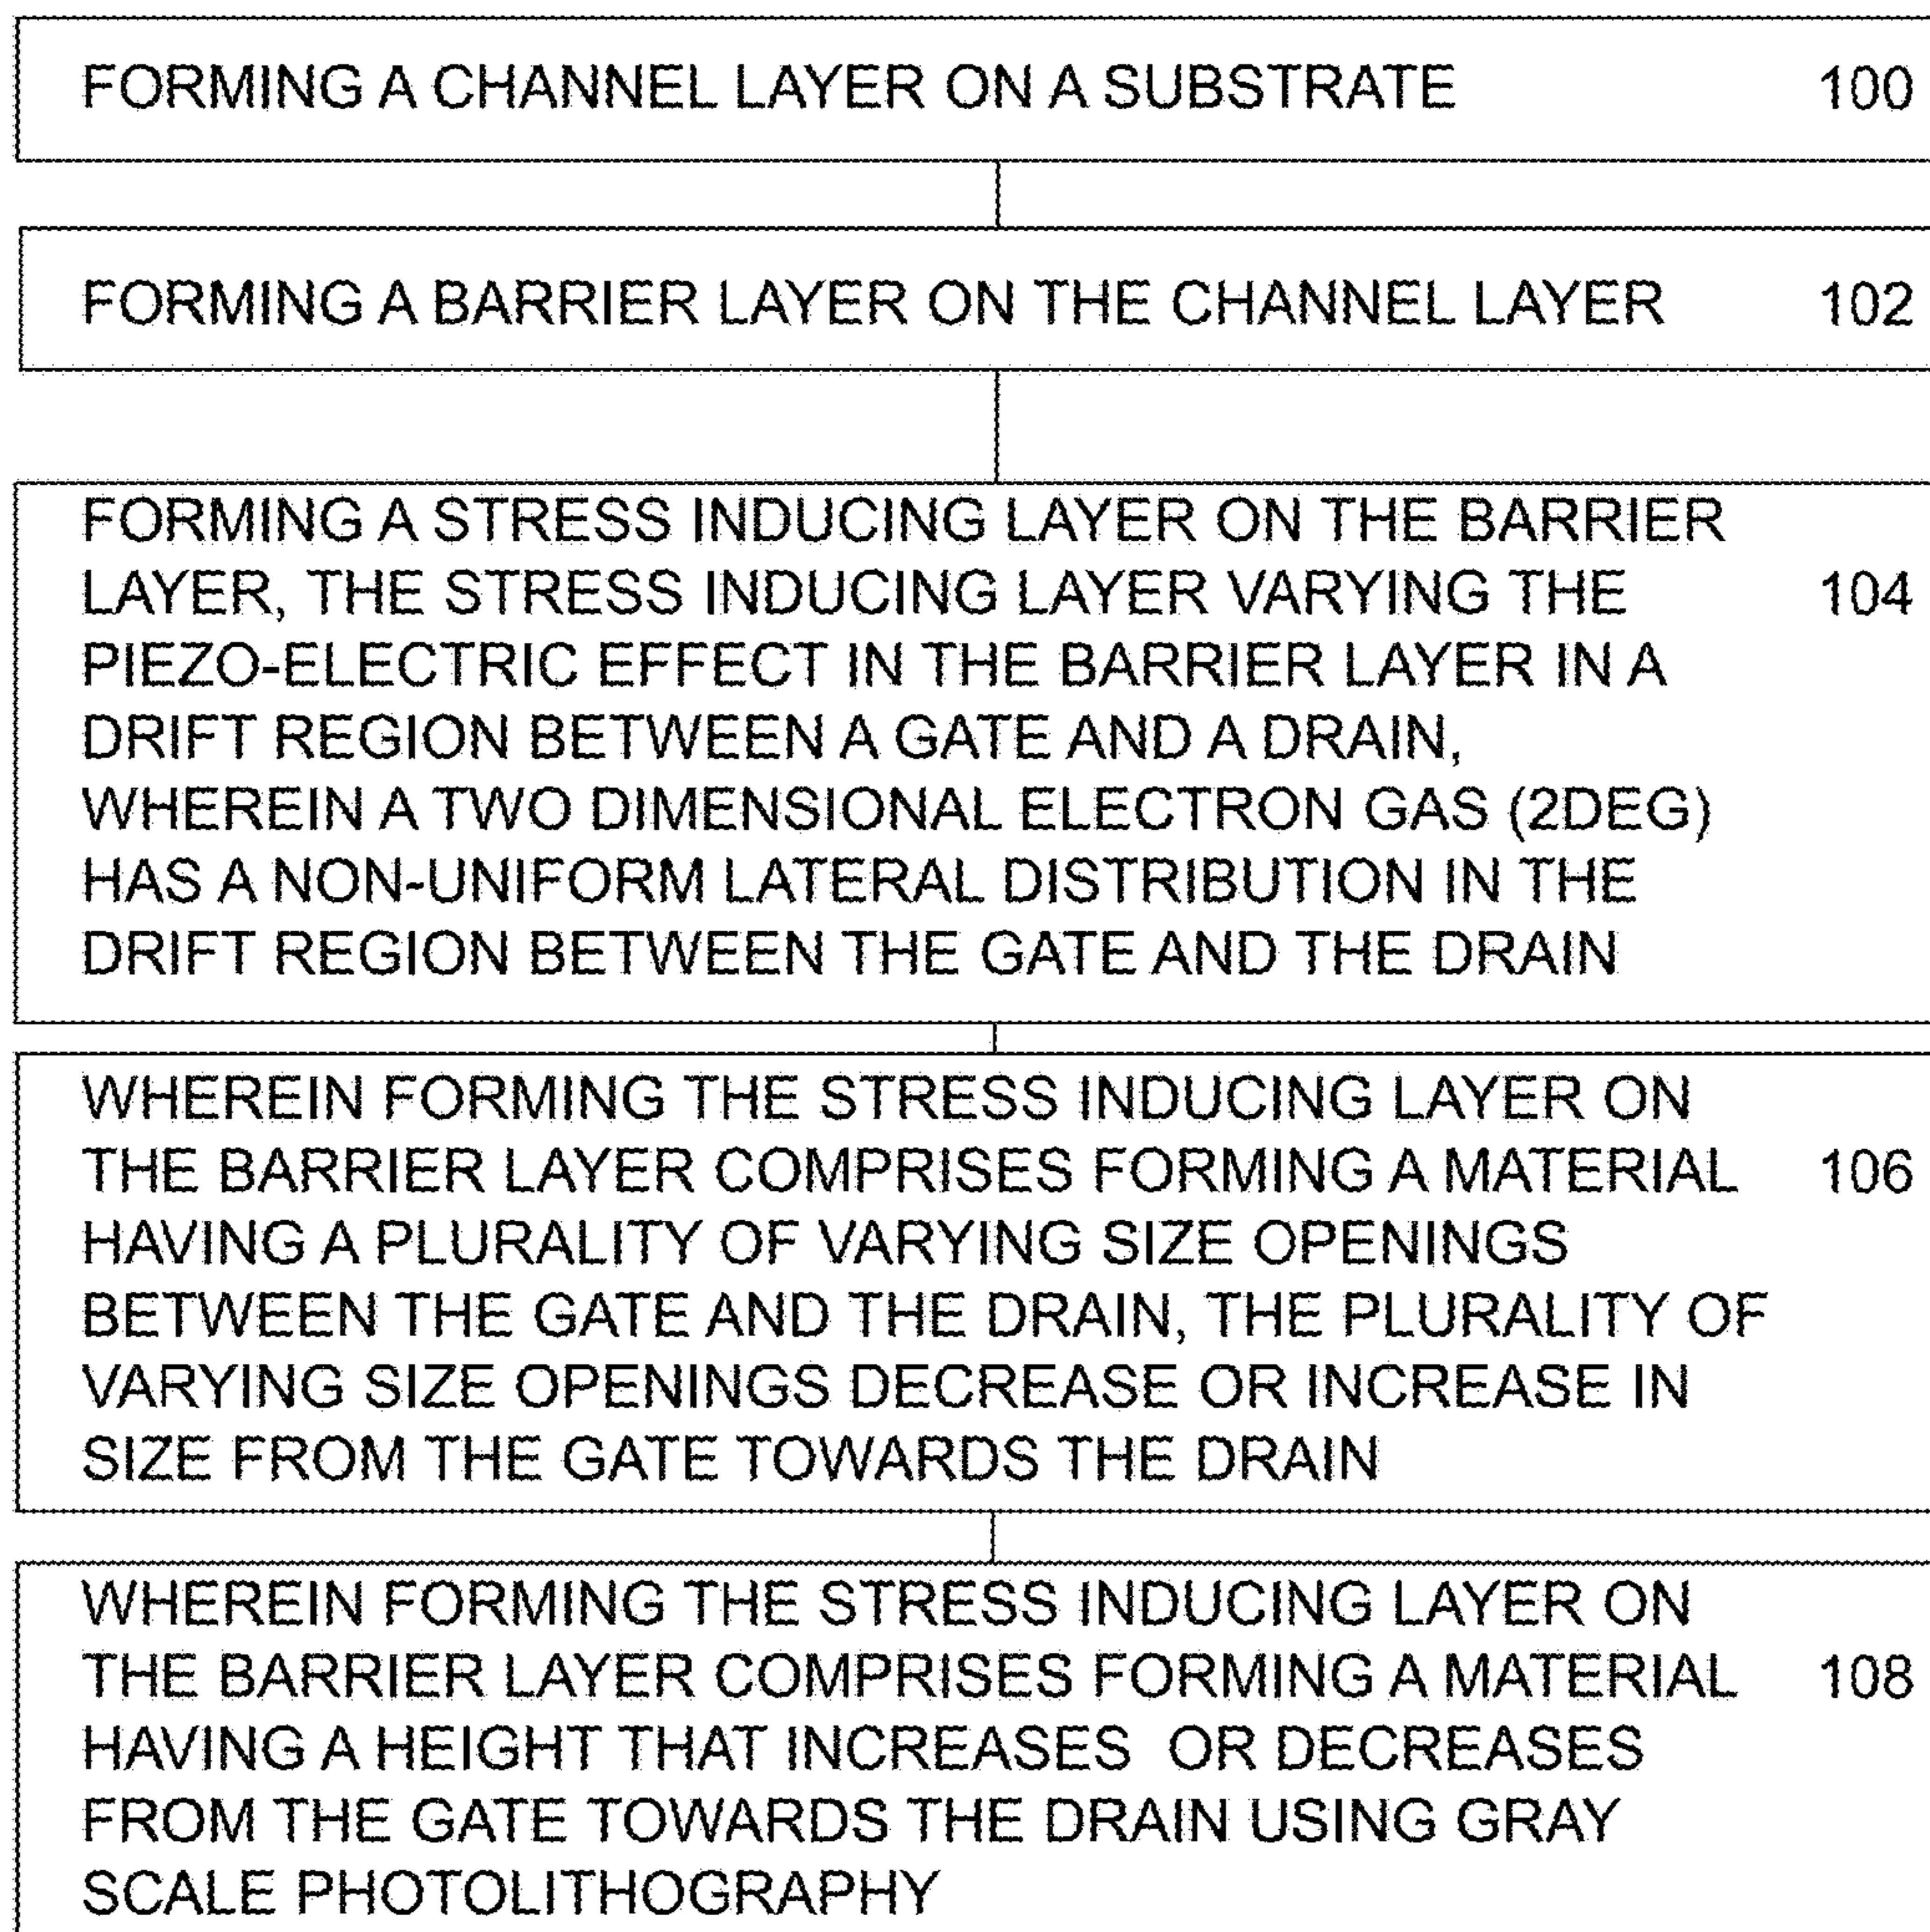 FORMING A CHANNEL LAYER ON A SUBSTRATE 100
FORMING A BARRIER LAYER ON THE CHANNEL LAYER 102
FORMING A STRESS INDUCING LAYER ON THE BARRIER
LAYER, THE STRESS INDUCING LAYER VARYING THE 104
PIEZO-ELECTRIC EFFECT IN THE BARRIER LAYER IN A
DRIFT REGION BETWEEN A GATE AND A DRAIN,
WHEREIN A TWO DIMENSIONAL ELECTRON GAS (2DEG)
HAS A NON-UNIFORM LATERAL DISTRIBUTION IN THE
DRIFT REGION BETWEEN THE GATE AND THE DRAIN
WHEREIN FORMING THE STRESS INDUCING LAYER ON
THE BARRIER LAYER COMPRISES FORMING A MATERIAL 106
HAVING A PLURALITY OF VARYING SIZE OPENINGS
BETWEEN THE GATE AND THE DRAIN, THE PLURALITY OF
VARYING SIZE OPENINGS DECREASE OR INCREASE IN
SIZE FROM THE GATE TOWARDS THE DRAIN
WHEREIN FORMING THE STRESS INDUCING LAYER ON
THE BARRIER LAYER COMPRISES FORMING A MATERIAL 108
HAVING A HEIGHT THAT INCREASES OR DECREASES
FROM THE GATE TOWARDS THE DRAIN USING GRAY
SCALE PHOTOLITHOGRAPHY